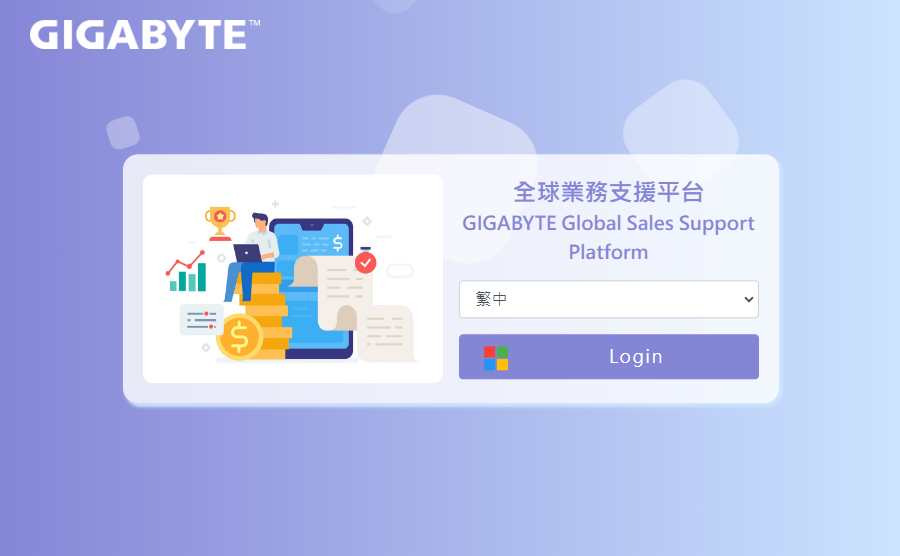 GIGABYTE™
全球業務支援平台
GIGABYTE Global Sales Support
Platform
繁中
Login
$
$